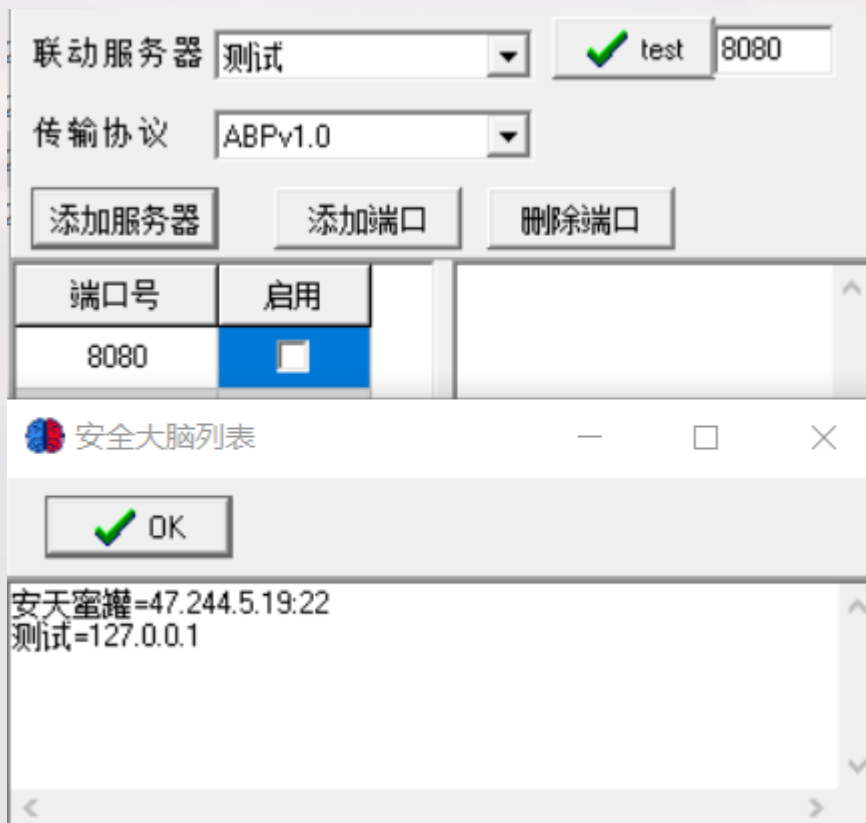 联动服务器 测试 test 8080
传输协议 ABPv1.0
添加服务器 添加端口 删除端口
端口号 启用
8080
安全大脑列表
OK
安天蜜罐=47.244.5.19:22
测试=127.0.0.1